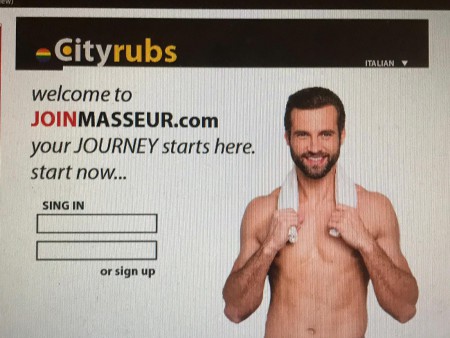 Cityrubs
ITALIAN
welcome to
JOINMASSEUR.com
your JOURNEY starts here.
start now...
SING IN
or sign up